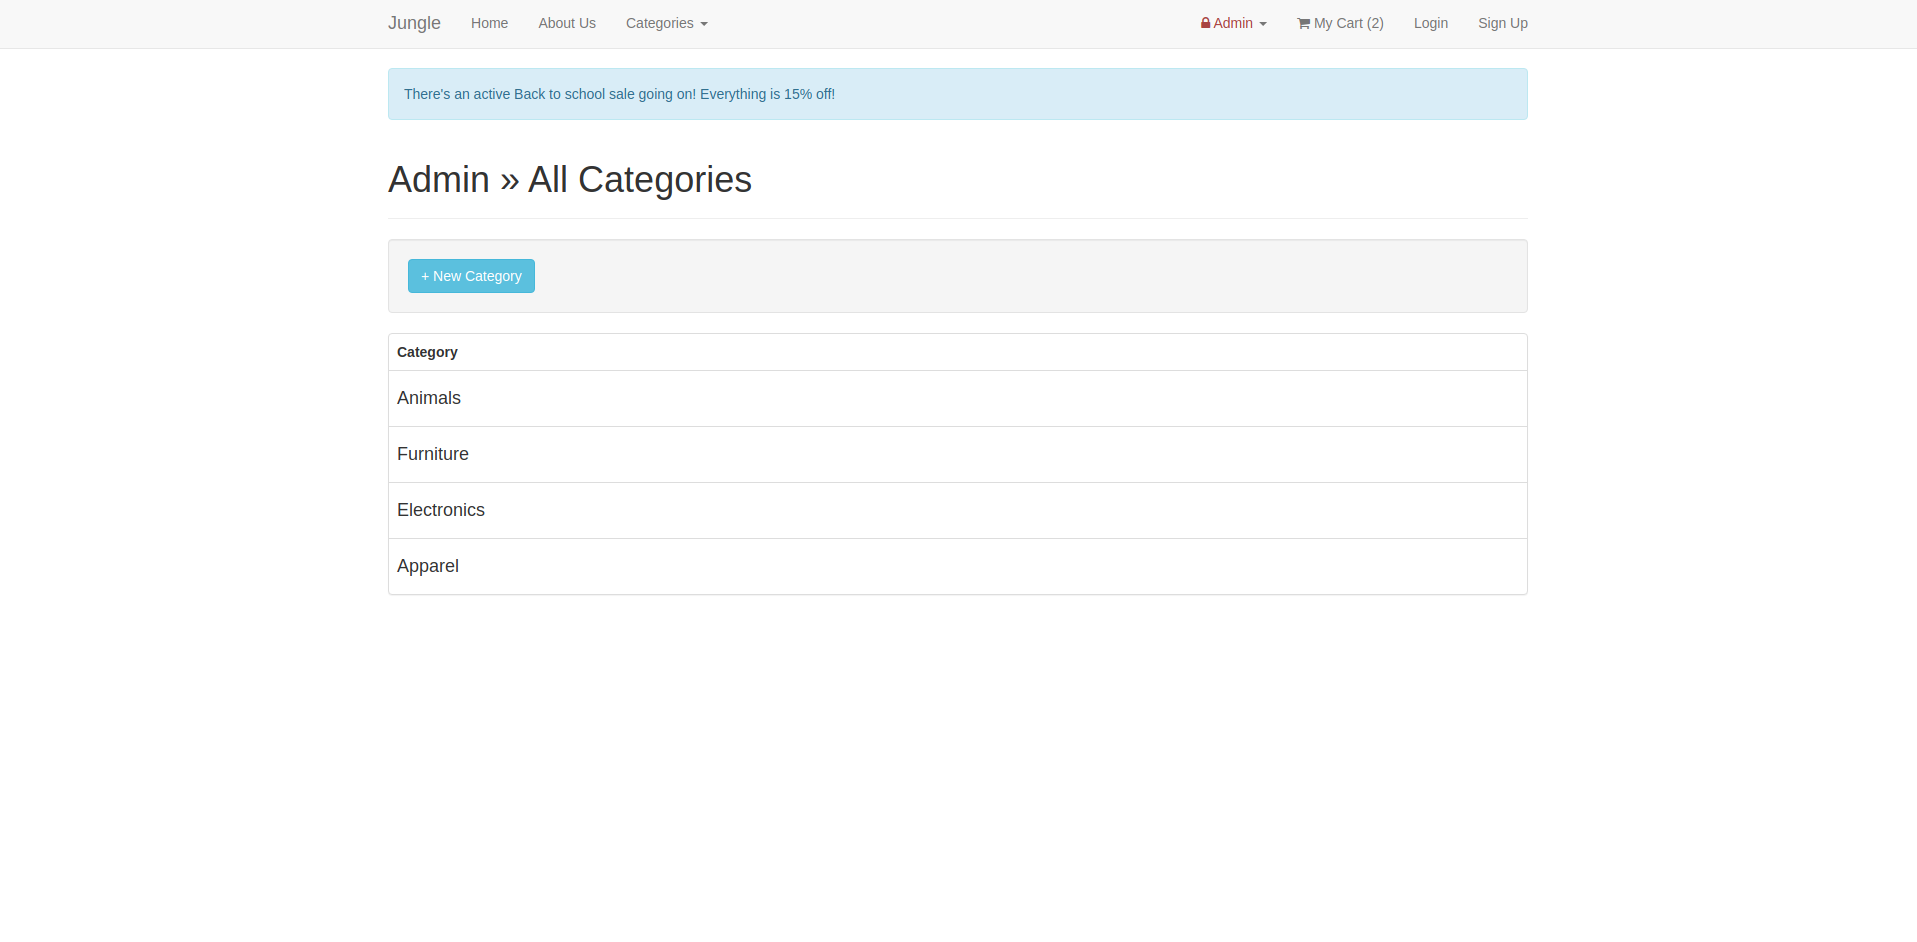 Jungle Home About Us Categories Admin My Cart (2) Login Sign Up
There's an active Back to school sale going on! Everything is 15% off!
Admin » All Categories
+ New Category
Category
Animals
Furniture
Electronics
Apparel